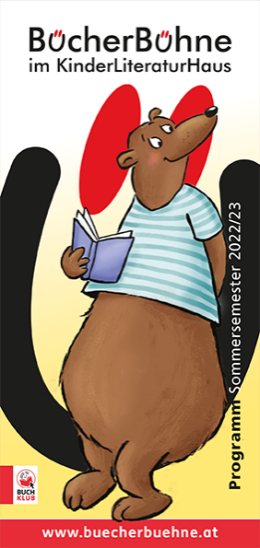 BücherBühne
im KinderLiteraturHaus
Programm Sommersemester 2022/23
BUCH
KLUB
www.buecherbuehne.at